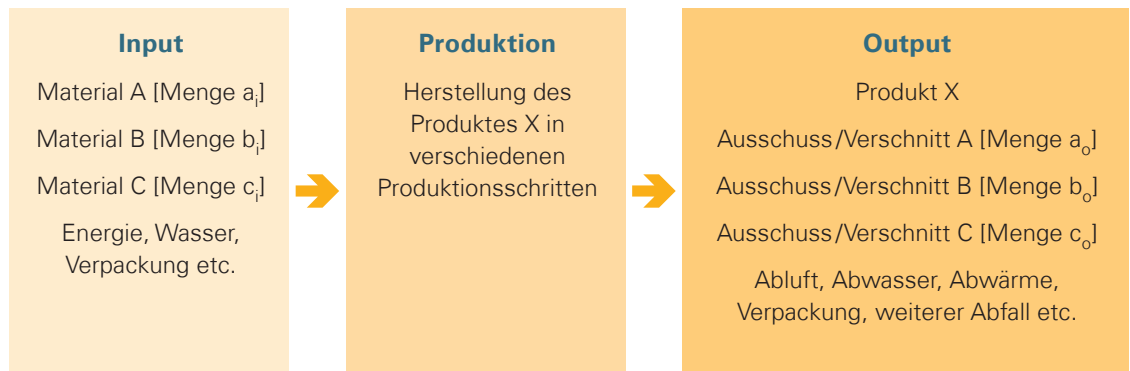 Input
Material A [Menge aᵢ]
Material B [Menge bᵢ]
Material C [Menge cᵢ]
Energie, Wasser,
Verpackung etc.
Produktion
Herstellung des
Produktes X in
verschiedenen
Produktionsschritten
Output
Produkt X
Ausschuss/Verschnitt A [Menge aₒ]
Ausschuss/Verschnitt B [Menge bₒ]
Ausschuss/Verschnitt C [Menge cₒ]
Abluft, Abwasser, Abwärme,
Verpackung, weiterer Abfall etc.